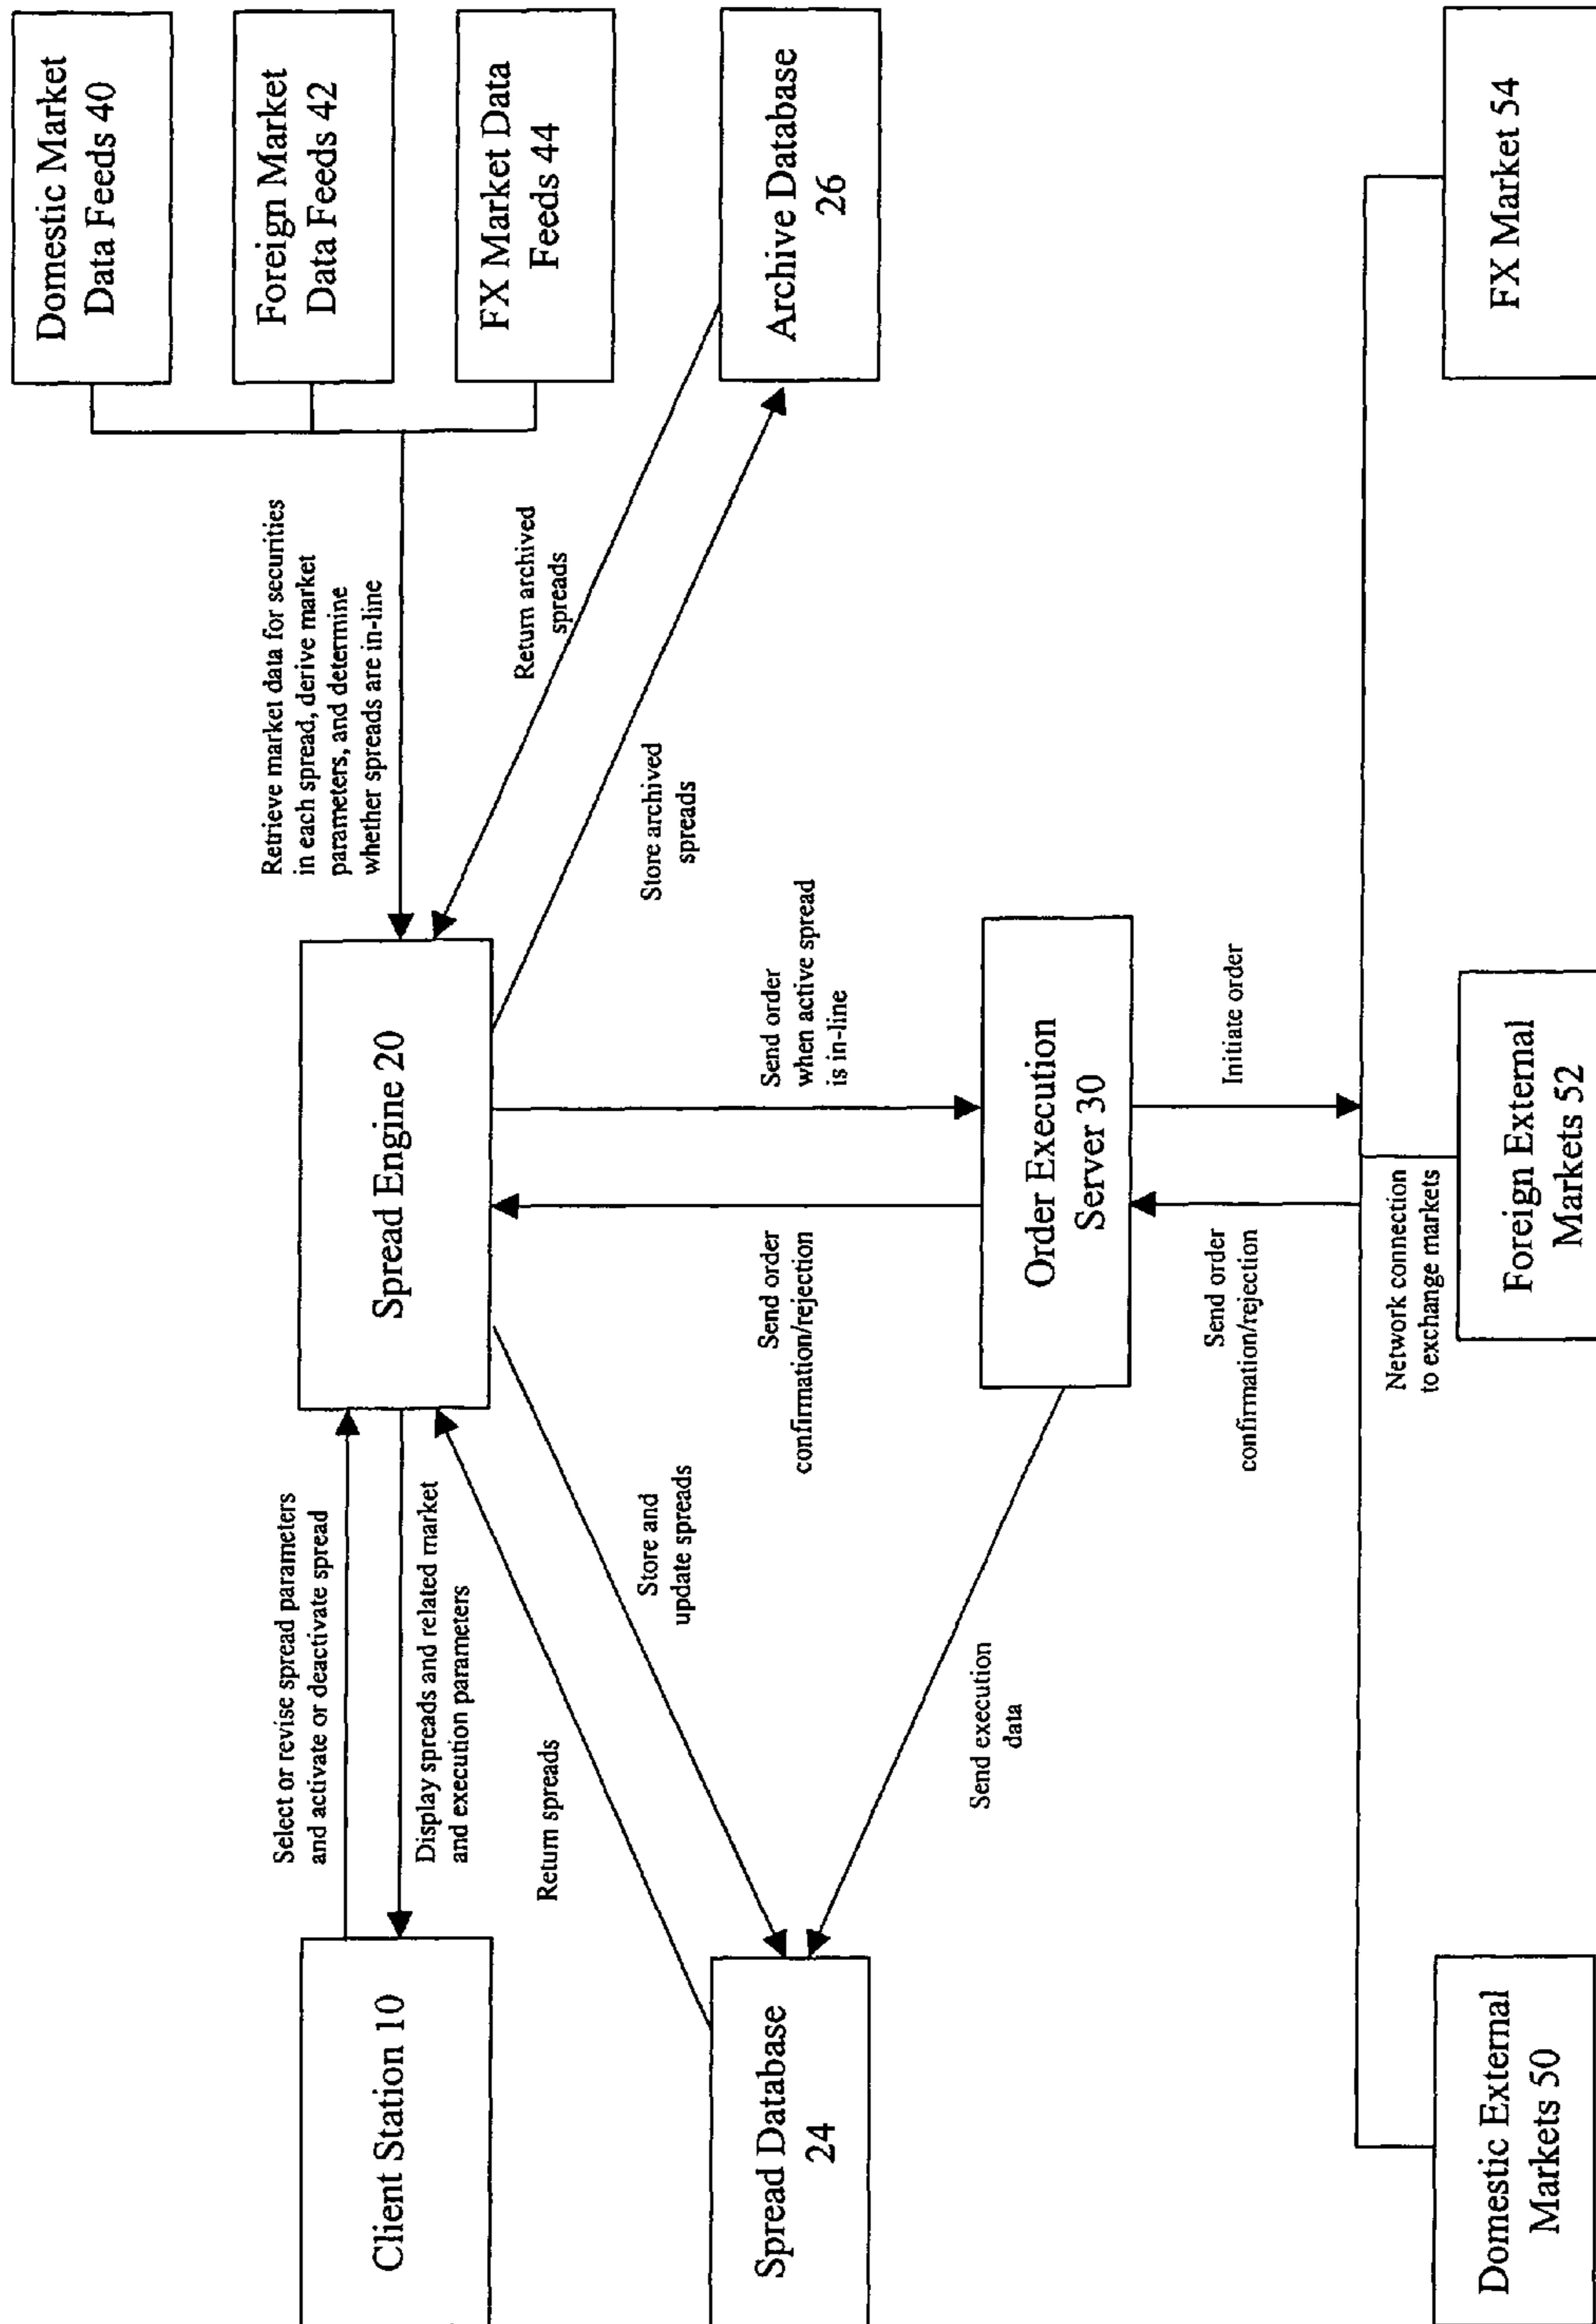 Client Station 10
Select or revise spread parameters
and activate or deactivate spread
Display spreads and related market
and execution parameters
Spread Engine 20
Retrieve market data for securities
in each spread, derive market
parameters, and determine
whether spreads are in-line
Domestic Market
Data Feeds 40
Foreign Market
Data Feeds 42
FX Market Data
Feeds 44
Return spreads
Store and
update spreads
Return archived
spreads
Store archived
spreads
Spread Database
24
Archive Database
26
Send order
confirmation/rejection
Send order
when active spread
is in-line
Send execution
data
Order Execution
Server 30
Send order
confirmation/rejection
Initiate order
Network connection
to exchange markets
Domestic External
Markets 50
Foreign External
Markets 52
FX Market 54